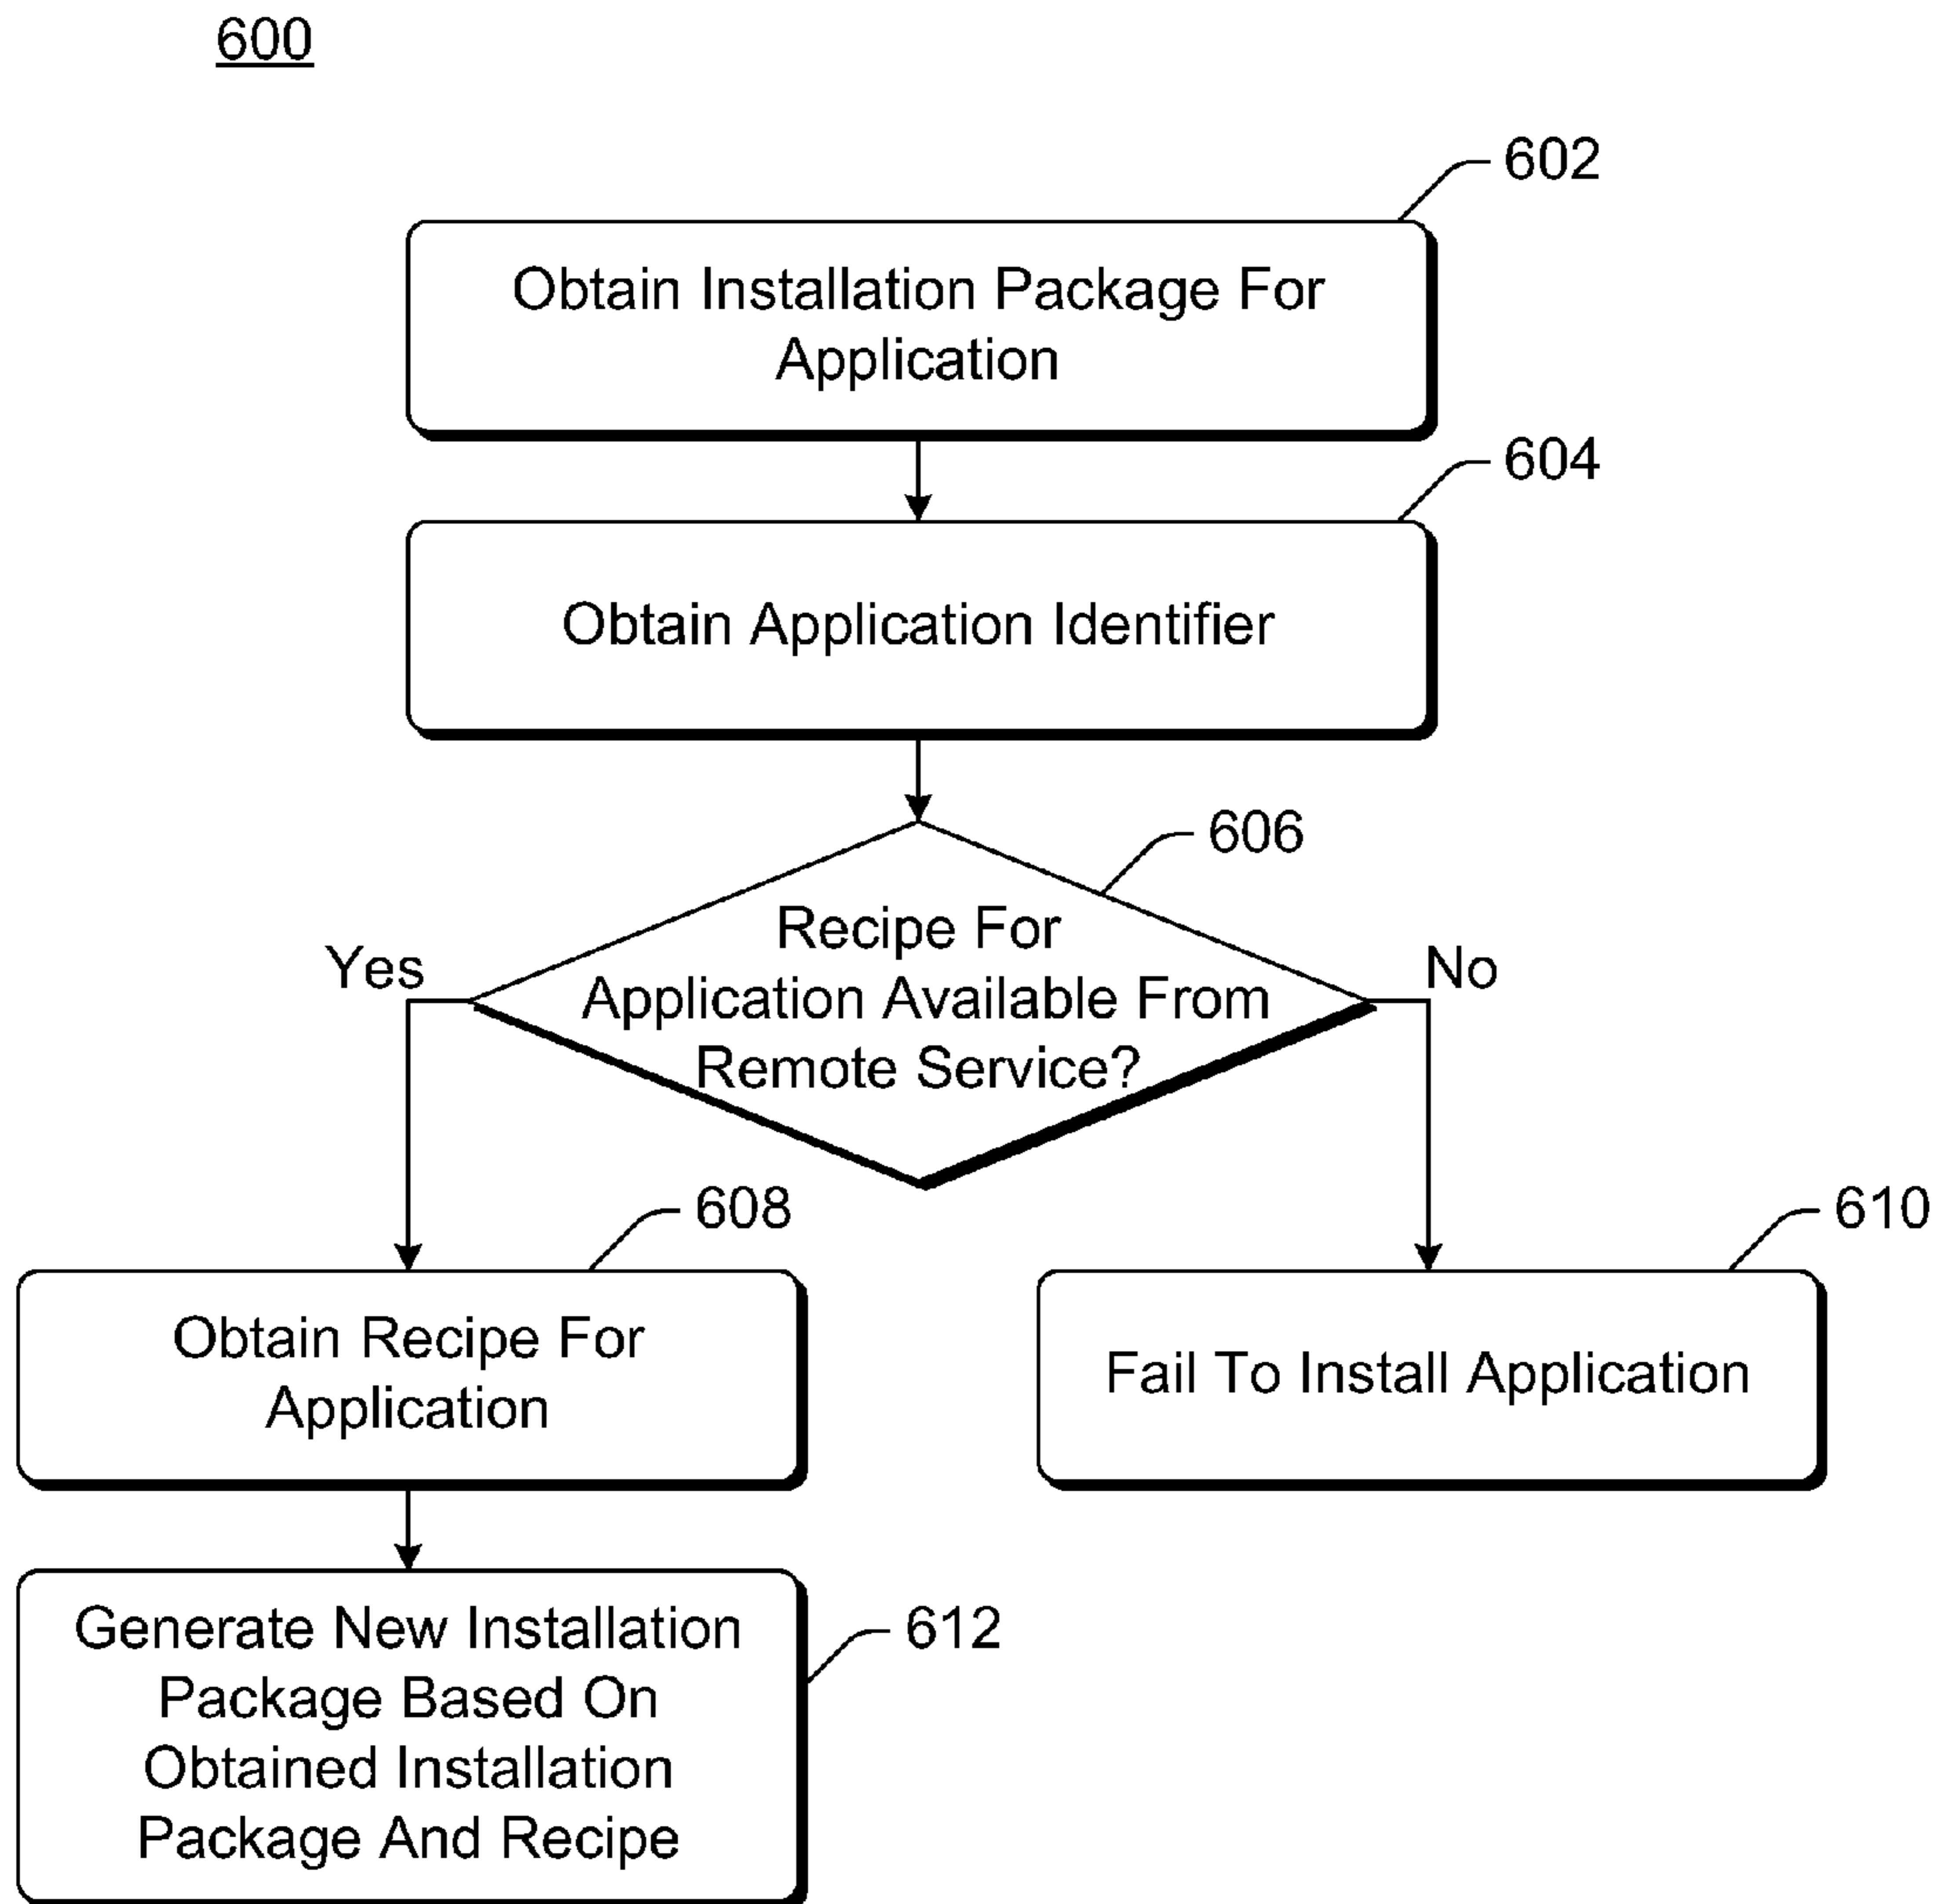 600
602
Obtain Installation Package For
Application
604
Obtain Application Identifier
606
Recipe For
Application Available From
Remote Service?
Yes
No
608
Obtain Recipe For
Application
610
Fail To Install Application
612
Generate New Installation
Package Based On
Obtained Installation
Package And Recipe